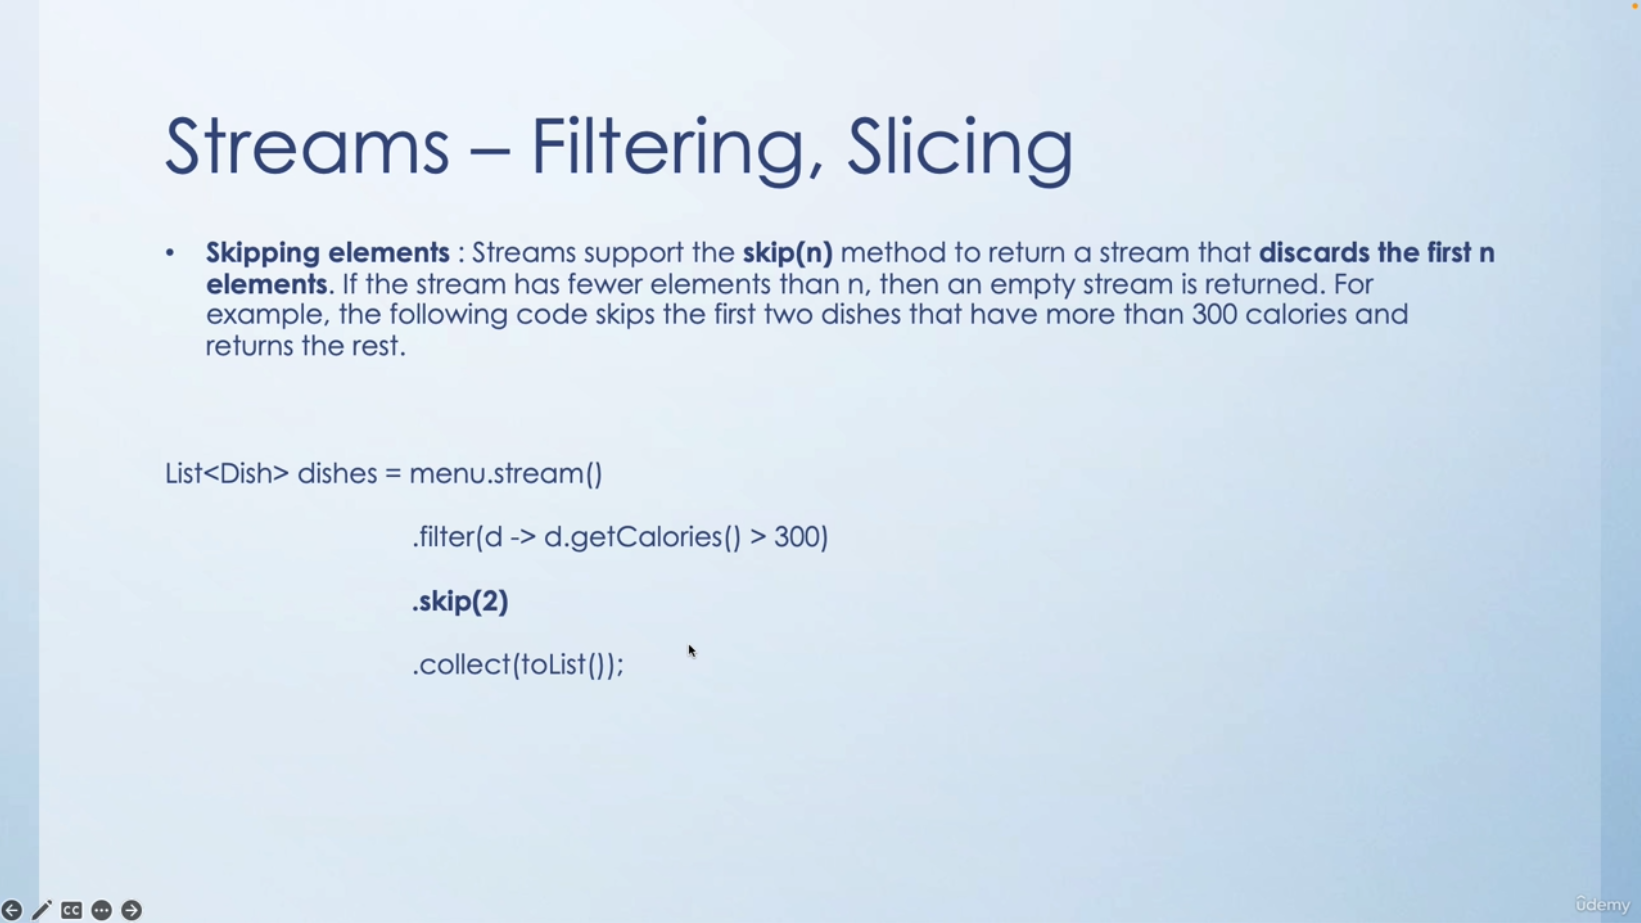 Streams – Filtering, Slicing
• Skipping elements : Streams support the skip(n) method to return a stream that discards the first n
elements. If the stream has fewer elements than n, then an empty stream is returned. For
example, the following code skips the first two dishes that have more than 300 calories and
returns the rest.
List<Dish> dishes = menu.stream()
.filter(d -> d.getCalories() > 300)
.skip(2)
.collect(toList());
CC
ûdemy